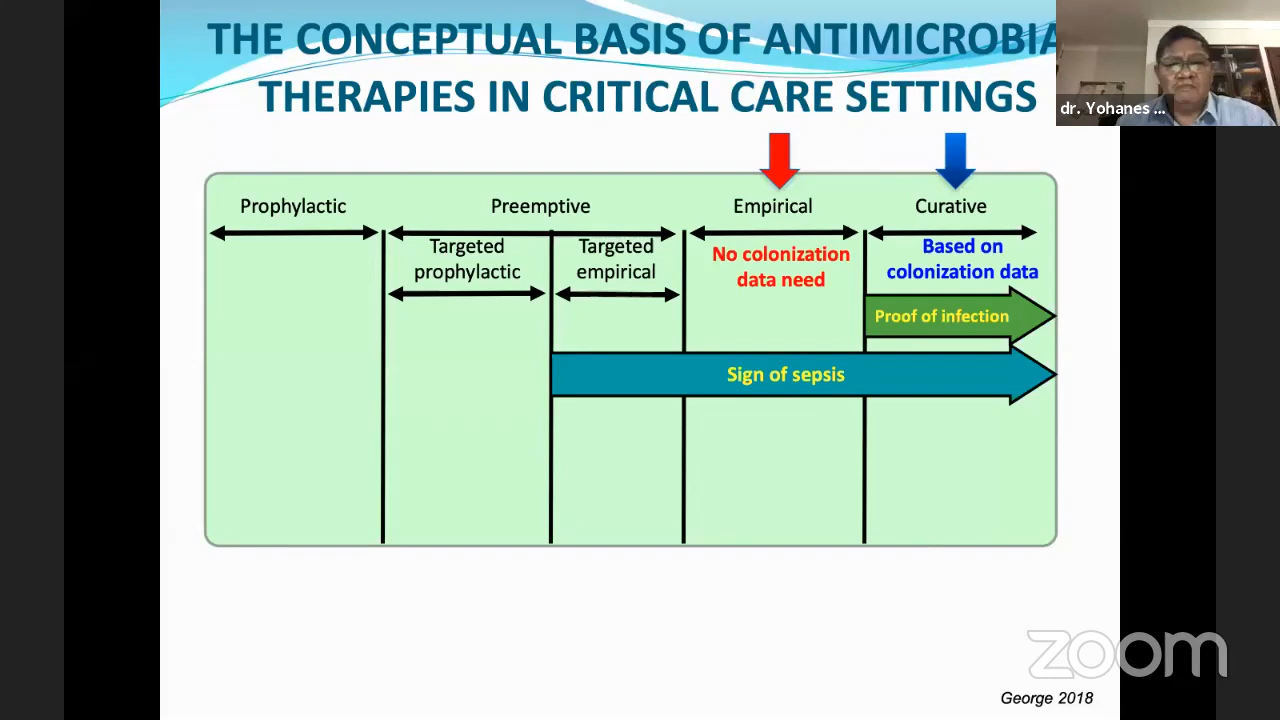 THE CONCEPTUAL BASIS OF ANTIMICROBIA
THERAPIES IN CRITICAL CARE SETTINGS
dr. Yohanes ...
Prophylactic
Preemptive
Empirical
Curative
Targeted
prophylactic
Targeted
empirical
No colonization
data need
Based on
colonization data
Proof of infection
Sign of sepsis
zoom
George 2018